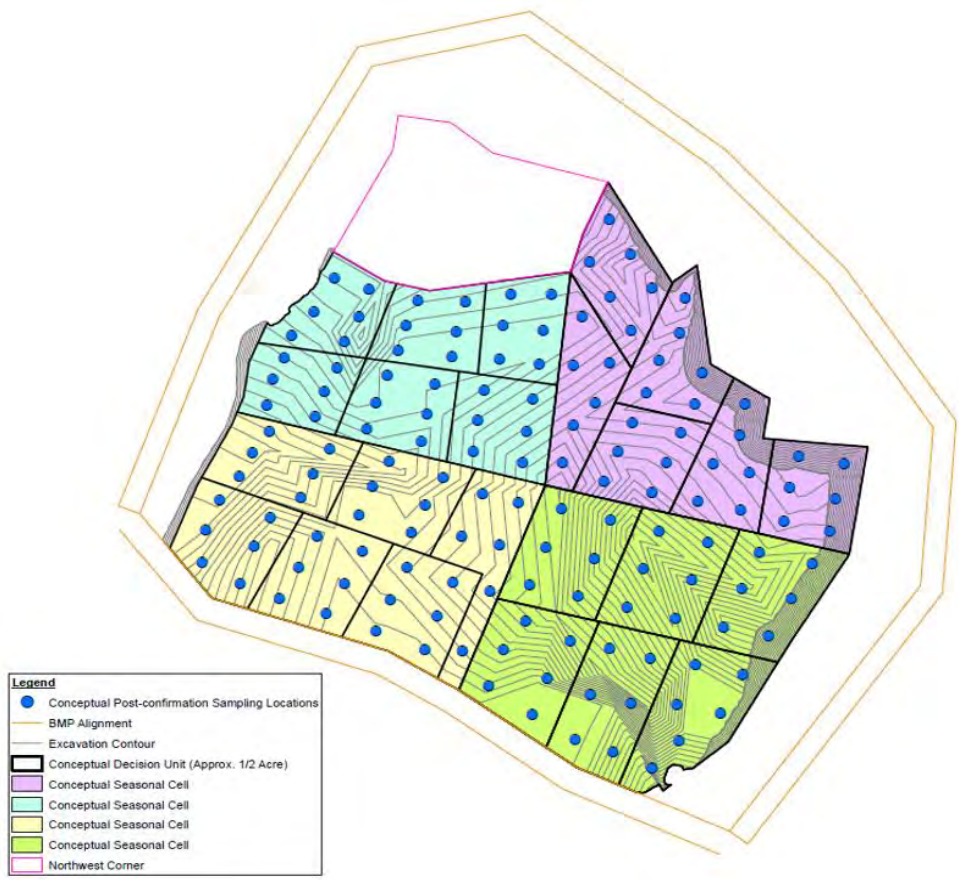 Legend
Conceptual Post-confirmation Sampling Locations
BMP Alignment
Excavation Contour
Conceptual Decision Unit (Approx. 1/2 Acre)
Conceptual Seasonal Cell
Conceptual Seasonal Cell
Conceptual Seasonal Cell
Conceptual Seasonal Cell
Northwest Corner